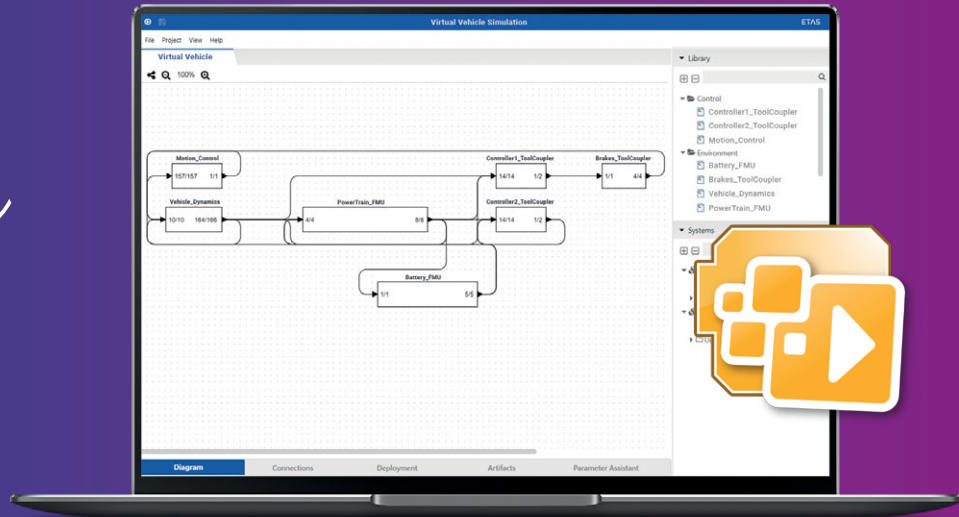 Virtual Vehicle Simulation
ETAS
File Project View Help
Virtual Vehicle
100%
Motion_Control
157/157 1/1
Vehicle_Dynamics
10/10 164/166
PowerTrain_FMU
4/4 8/8
Controller1_ToolCoupler
14/14 1/2
Brakes_ToolCoupler
1/1 4/4
Controller2_ToolCoupler
14/14 1/2
Battery_FMU
1/1 5/5
Library
Control
Controller1_ToolCoupler
Controller2_ToolCoupler
Motion_Control
Environment
Battery_FMU
Brakes_ToolCoupler
Vehicle_Dynamics
PowerTrain_FMU
Systems
Diagram
Connections
Deployment
Artifacts
Parameter Assistant